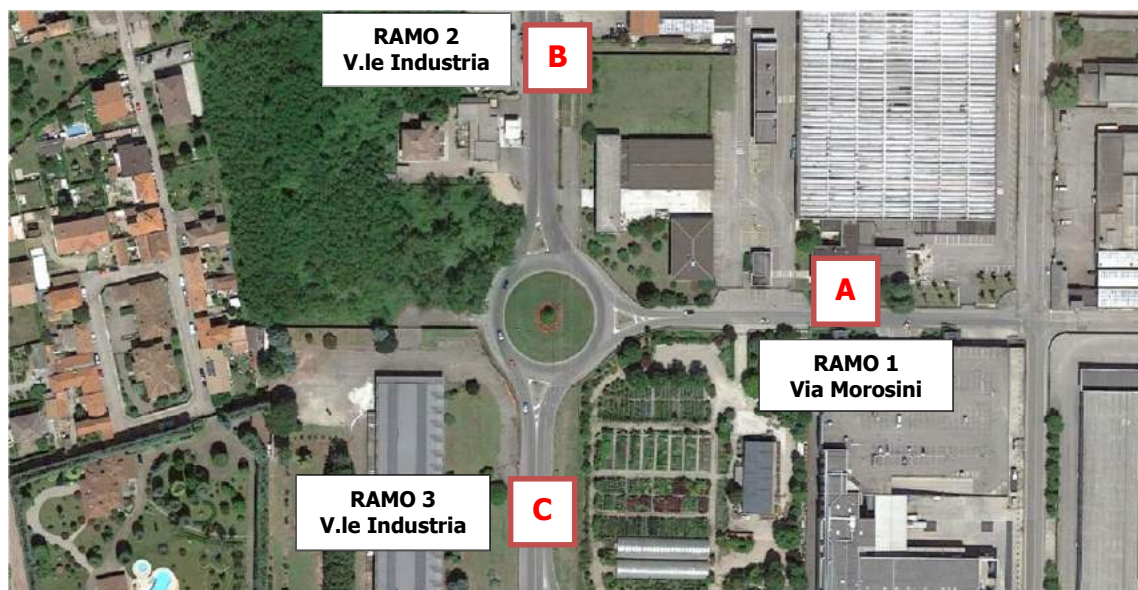 RAMO 2
V.le Industria
B
A
RAMO 1
Via Morosini
RAMO 3
V.le Industria
C